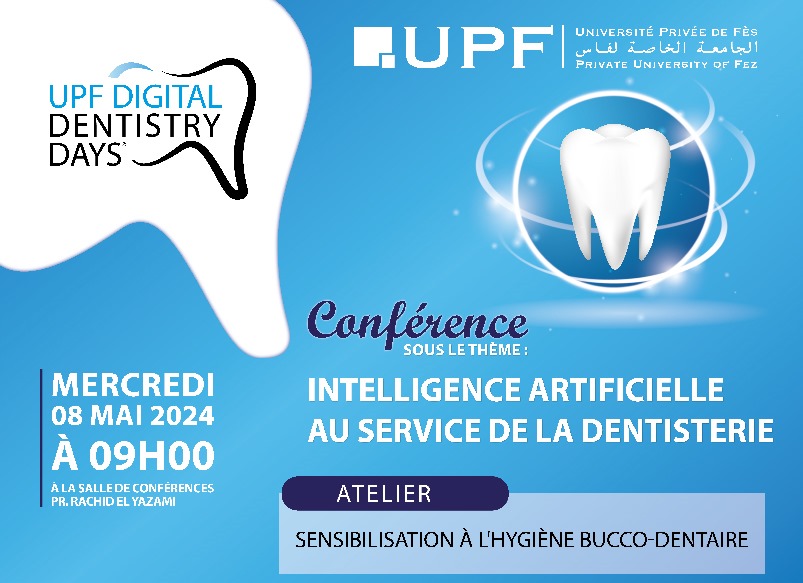 UPF DIGITAL
DENTISTRY
DAYS
UPF
UNIVERSITÉ PRIVÉE DE FÈS
الجامعة الخاصة لفاس
PRIVATE UNIVERSITY OF FEZ
Conférence
SOUS LE THÈME :
INTELLIGENCE ARTIFICIELLE
AU SERVICE DE LA DENTISTERIE
MERCREDI
08 MAI 2024
À 09H00
À LA SALLE DE CONFÉRENCES
PR. RACHID EL YAZAMI
ATELIER
SENSIBILISATION À L'HYGIÈNE BUCCO-DENTAIRE